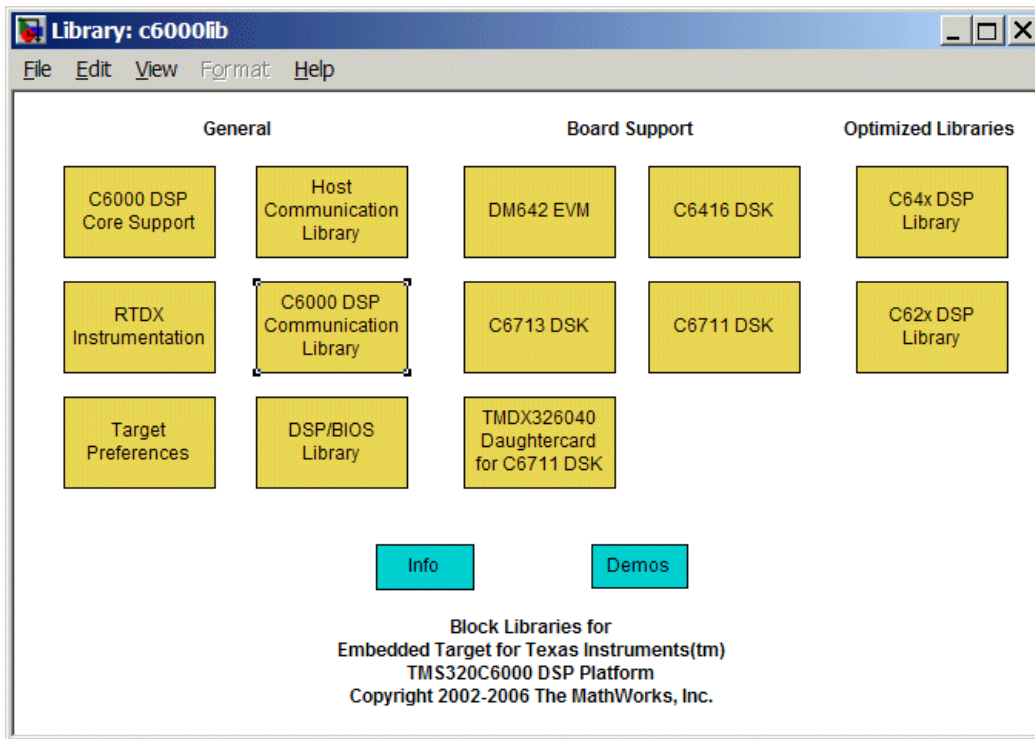 Library: c6000lib
File Edit View Format Help
General
Board Support
Optimized Libraries
C6000 DSP
Core Support
Host
Communication
Library
DM642 EVM
C6416 DSK
C64x DSP
Library
RTDX
Instrumentation
C6000 DSP
Communication
Library
C6713 DSK
C6711 DSK
C62x DSP
Library
Target
Preferences
DSP/BIOS
Library
TMDX326040
Daughtercard
for C6711 DSK
Info
Demos
Block Libraries for
Embedded Target for Texas Instruments(tm)
TMS320C6000 DSP Platform
Copyright 2002-2006 The MathWorks, Inc.